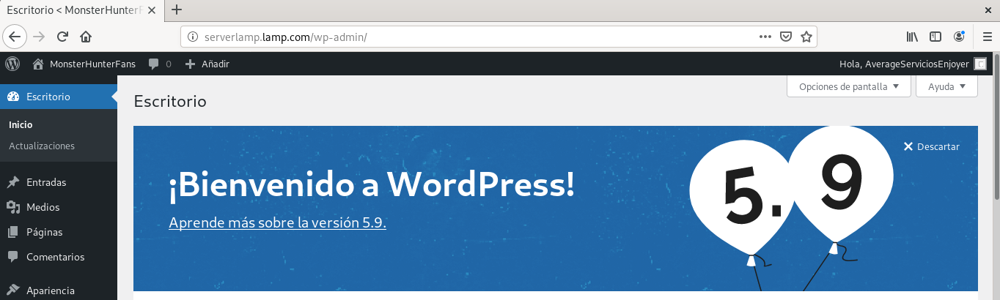 Escritorio < MonsterHunterF
serverlamp.lamp.com/wp-admin/
MonsterHunterFans 0 Añadir Hola, AverageServiciosEnjoyer
Escritorio
Inicio
Actualizaciones
Entradas
Medios
Páginas
Comentarios
Apariencia
Opciones de pantalla Ayuda
Escritorio
Descartar
¡Bienvenido a WordPress!
Aprende más sobre la versión 5.9.
5.9